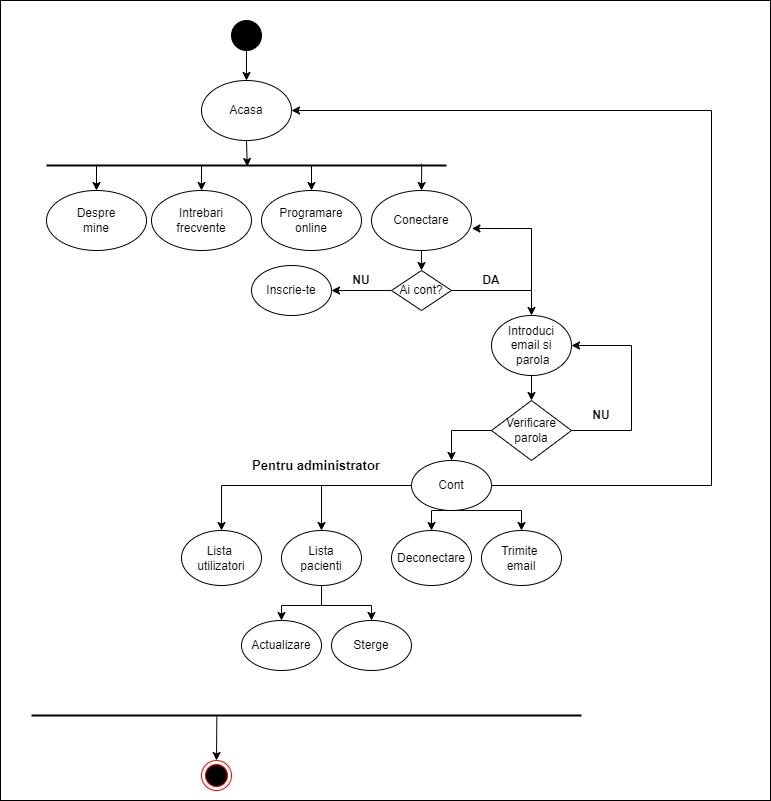 Acasa
Despre
mine
Intrebari
frecvente
Programare
online
Conectare
Inscrie-te
NU
Ai cont?
DA
Introduci
email si
parola
Verificare
parola
NU
Pentru administrator
Cont
Lista
utilizatori
Lista
pacienti
Deconectare
Trimite
email
Actualizare
Sterge